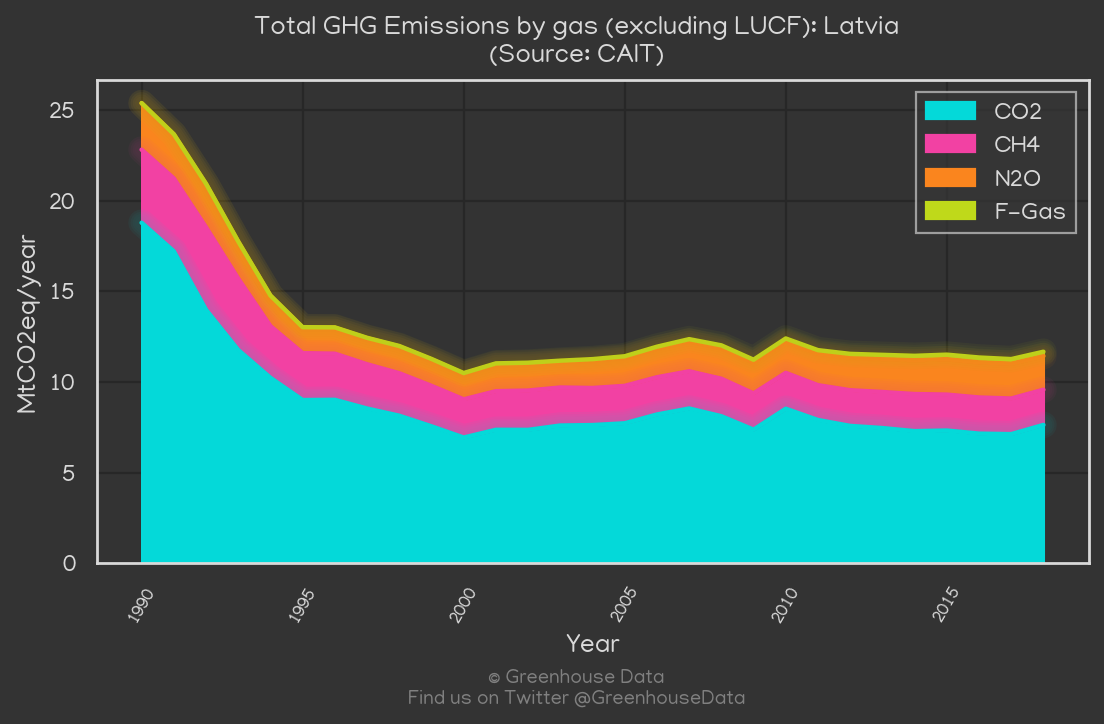 Total GHG Emissions by gas (excluding LUCF): Latvia
(Source: CAIT)
CO2
CH4
N2O
F-Gas
MtCO2eq/year
25
20
15
10
5
0
1990
1995
2000
2005
2010
2015
Year
© Greenhouse Data
Find us on Twitter @GreenhouseData